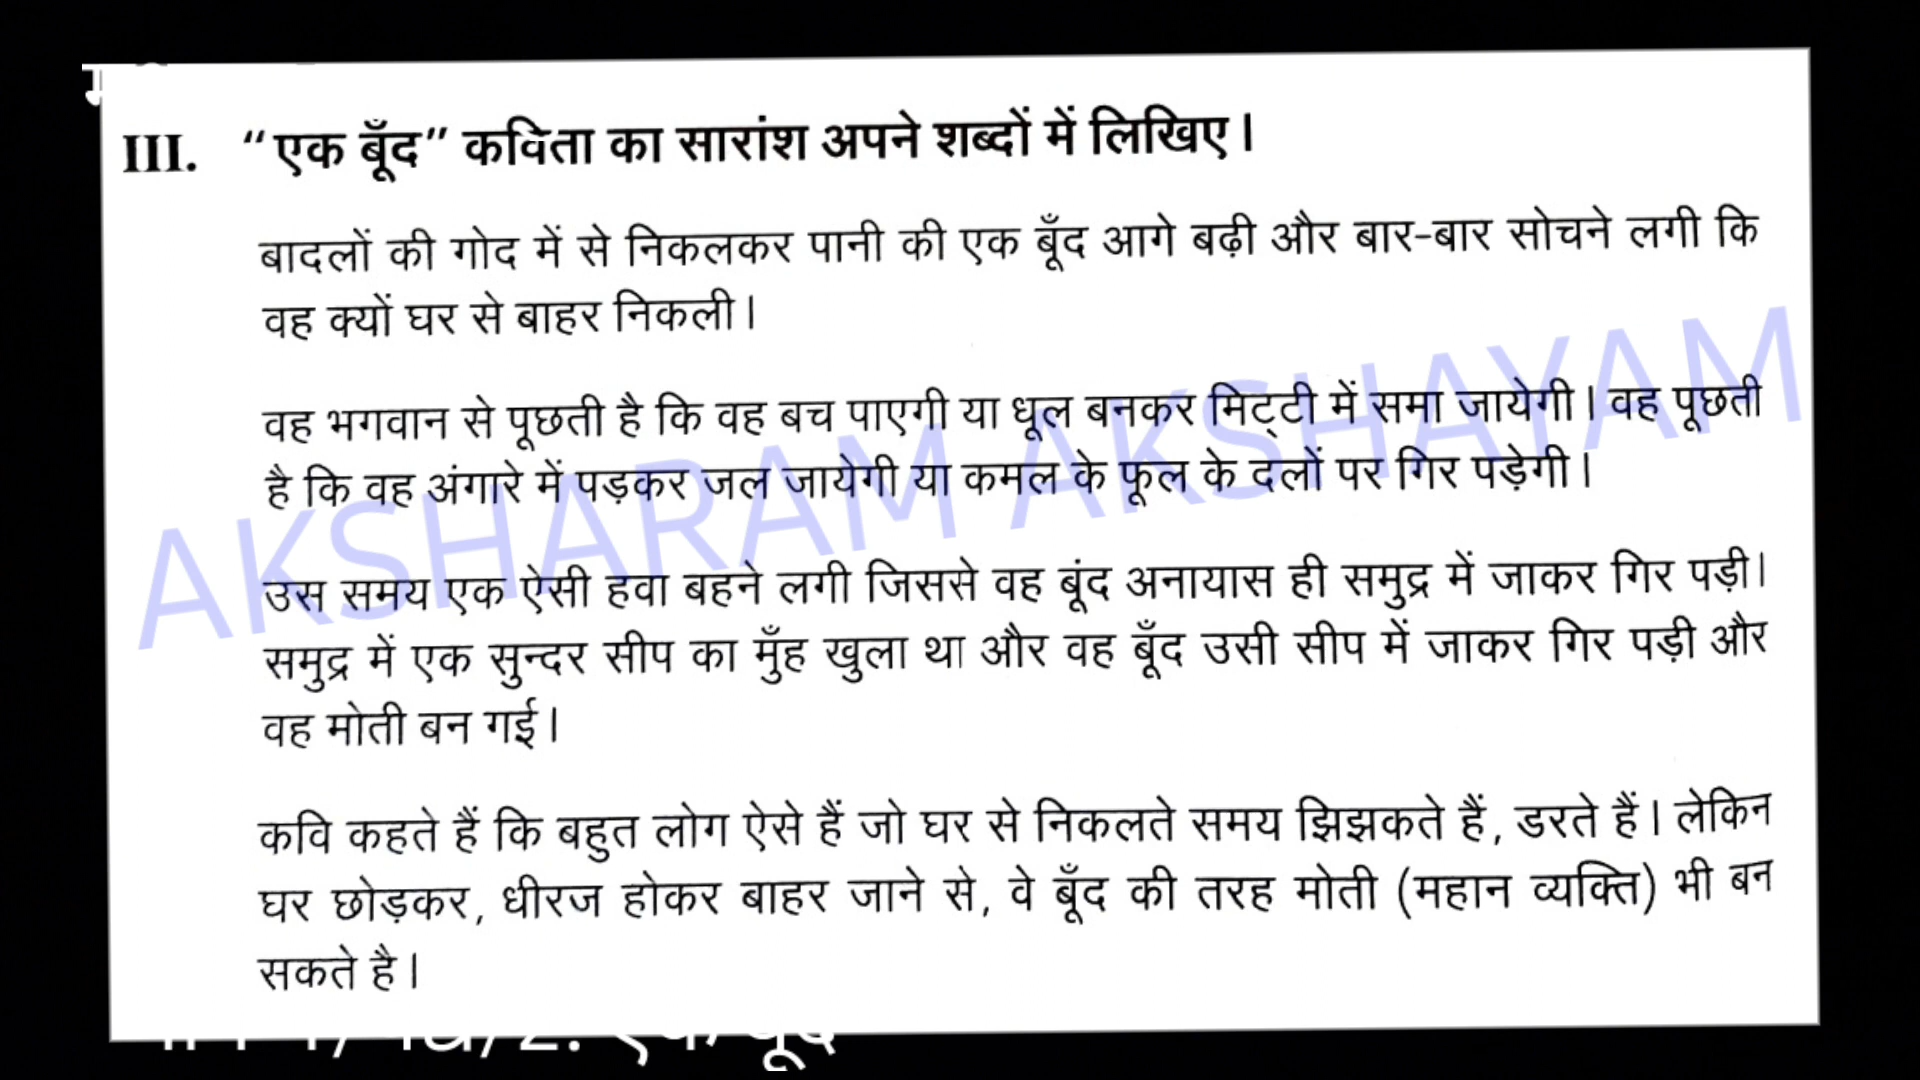 III. “एक बूँद” कविता का सारांश अपने शब्दों में लिखिए।
बादलों की गोद में से निकलकर पानी की एक बूँद आगे बढ़ी और बार-बार सोचने लगी कि
वह क्यों घर से बाहर निकली।
वह भगवान से पूछती है कि वह बच पाएगी या धूल बनकर मिट्टी में समा जायेगी। वह पूछती
है कि वह अंगारे में पड़कर जल जायेगी या कमल के फूल के दलों पर गिर पड़ेगी।
AKSHARAM AKSHAYAM
उस समय एक ऐसी हवा बहने लगी जिससे वह बूंद अनायास ही समुद्र में जाकर गिर पड़ी।
समुद्र में एक सुन्दर सीप का मुँह खुला था और वह बूँद उसी सीप में जाकर गिर पड़ी और
वह मोती बन गई।
कवि कहते हैं कि बहुत लोग ऐसे हैं जो घर से निकलते समय झिझकते हैं, डरते हैं। लेकिन
घर छोड़कर, धीरज होकर बाहर जाने से, वे बूँद की तरह मोती (महान व्यक्ति) भी बन
सकते है।